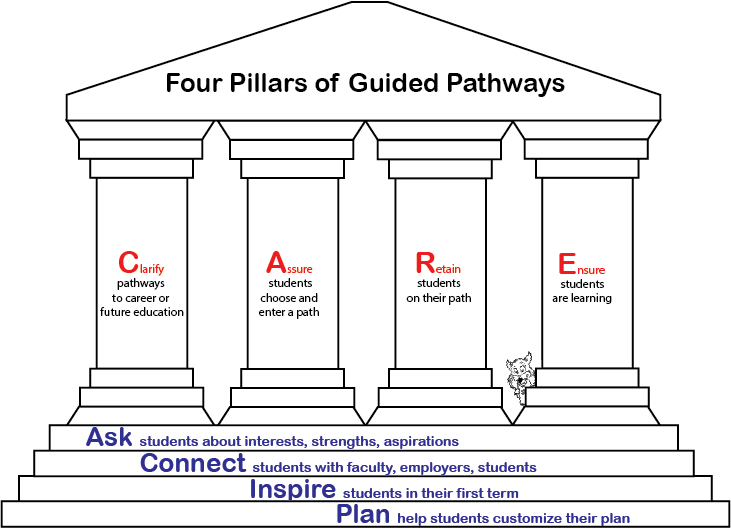 Four Pillars of Guided Pathways
Clarify
pathways
to career or
future education
Assure
students
choose and
enter a path
Retain
students
on their path
Ensure
students
are learning
Ask students about interests, strengths, aspirations
Connect students with faculty, employers, students
Inspire students in their first term
Plan help students customize their plan